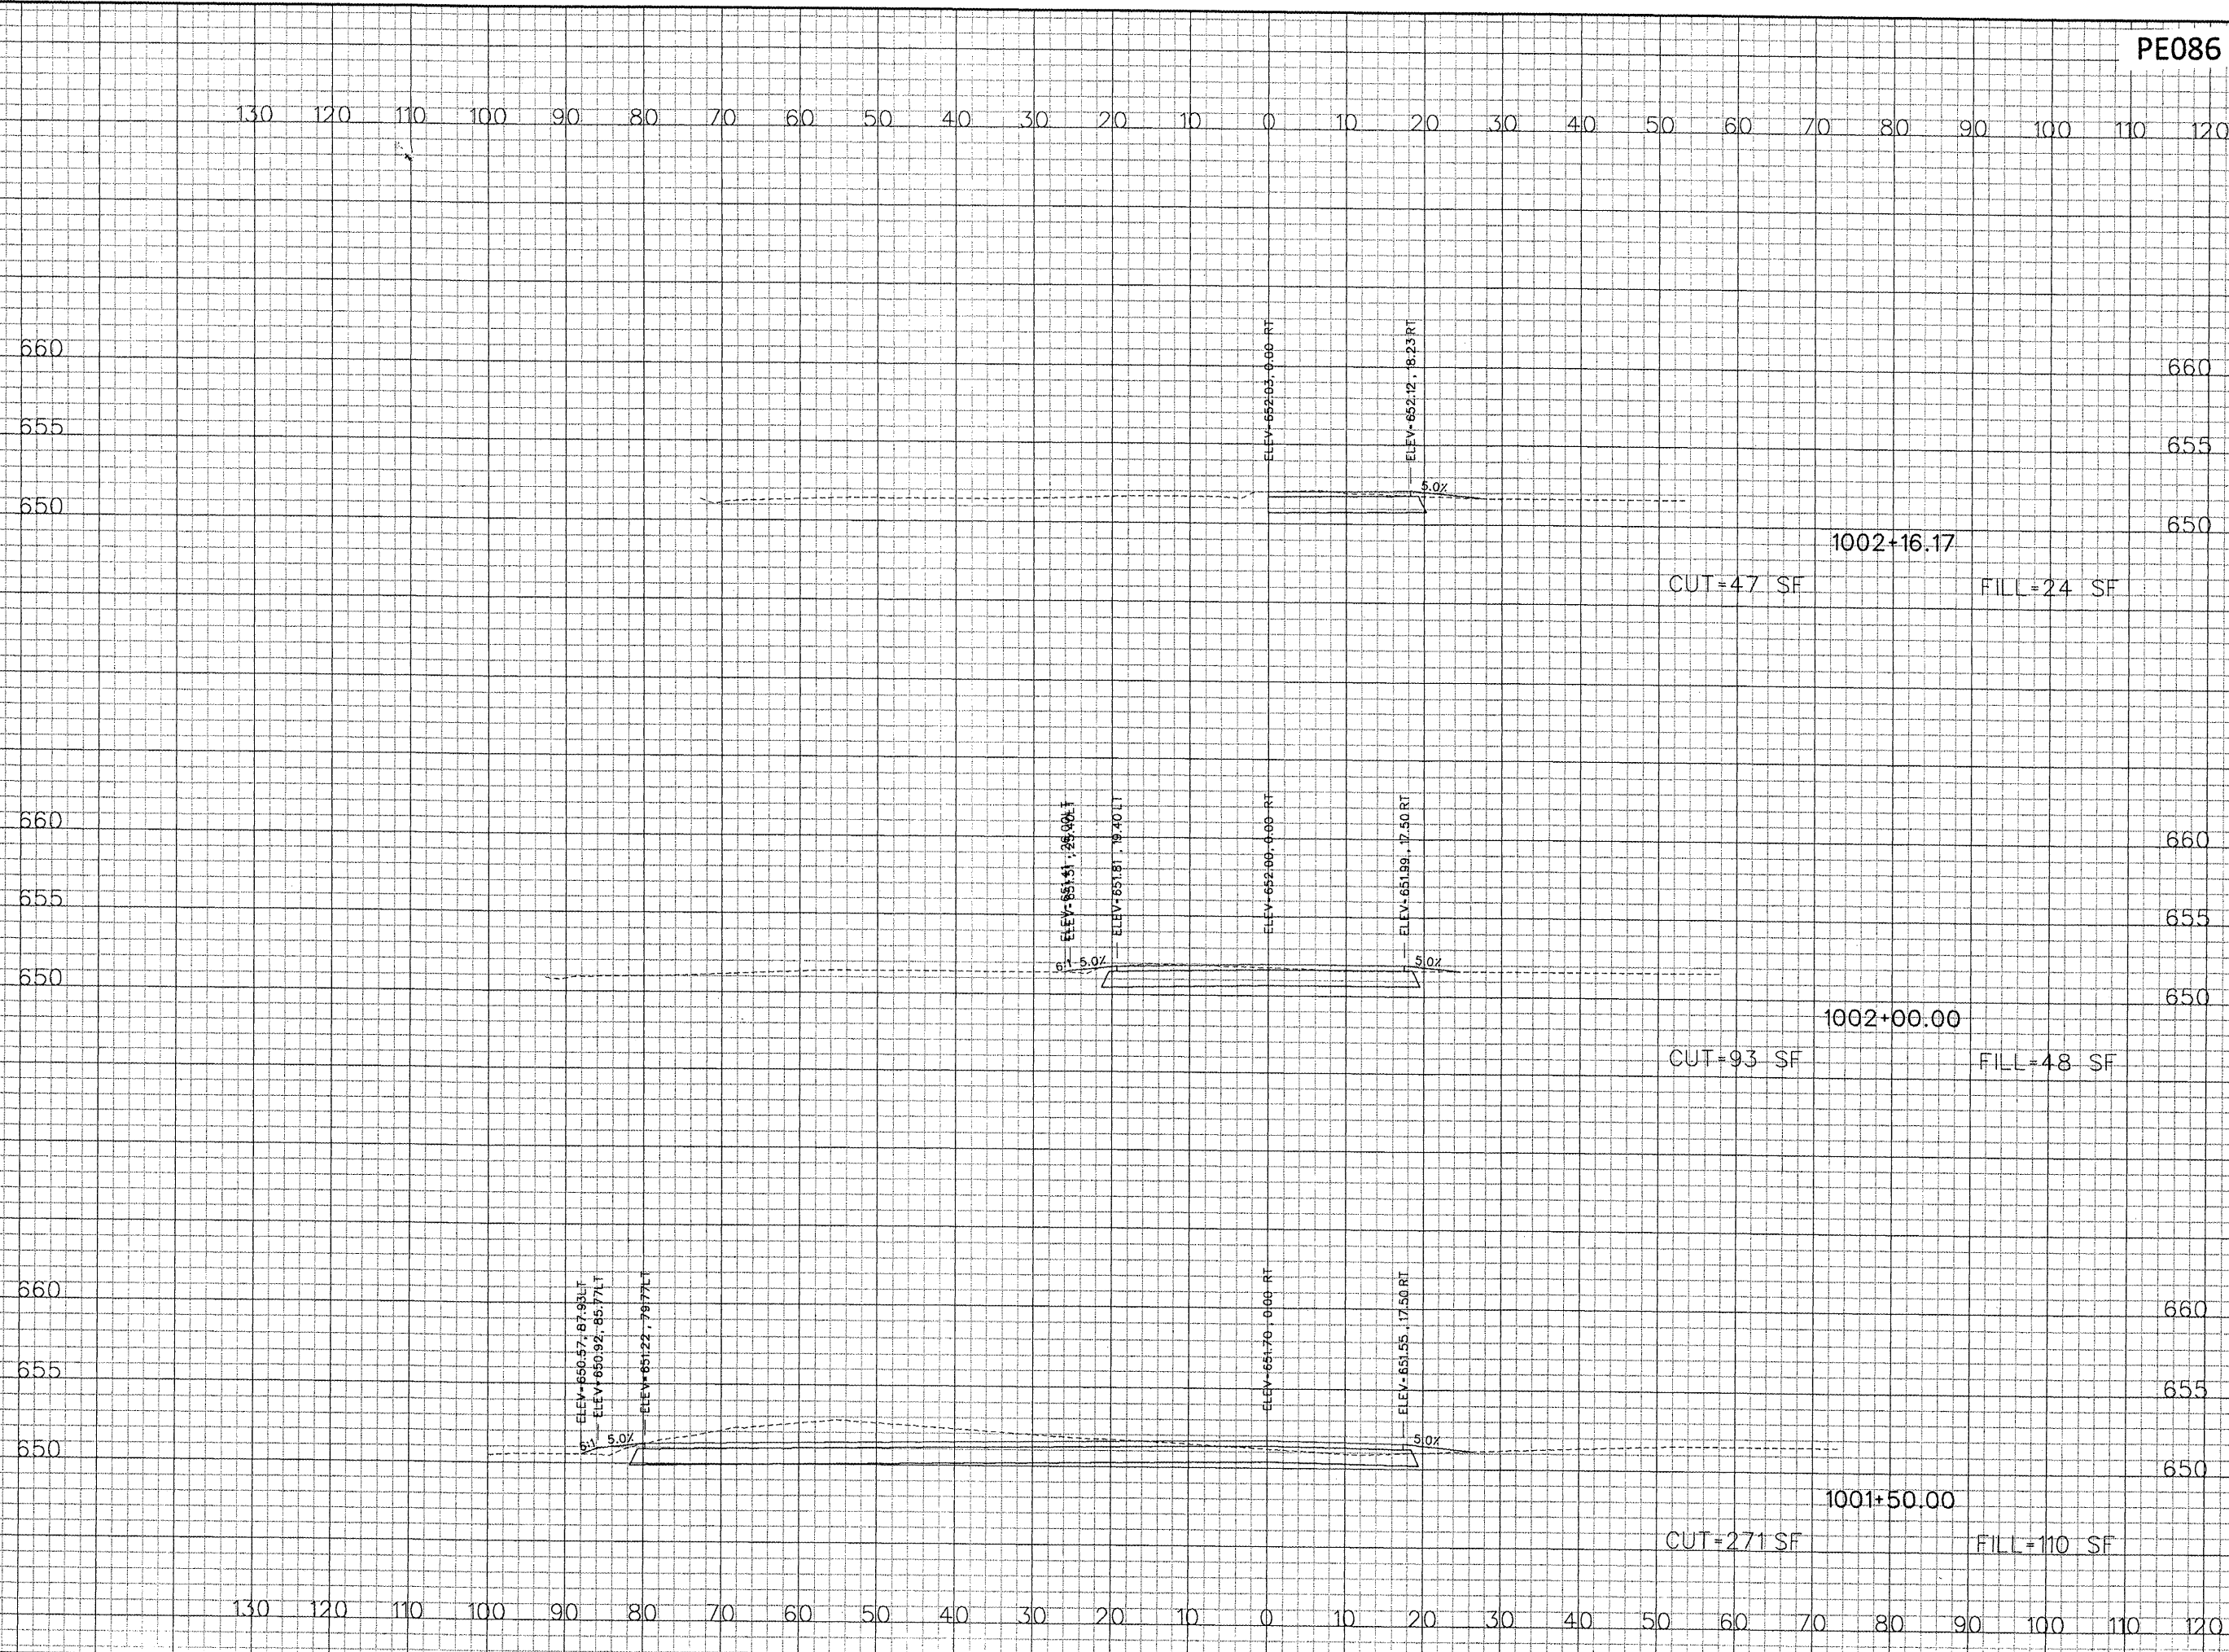 PE086
130 120 110 100 90 80 70 60 50 40 30 20 10 0 10 20 30 40 50 60 70 80 90 100 110 120
ELEV=652.03, 0.00 RT
ELEV=652.12, 18.23 RT
660 660
655 655
650 650
5.0%
1002+16.17
CUT=47 SF FILL=24 SF
ELEV=651.81, 19.40 LT
ELEV=652.00, 0.00 RT
ELEV=651.99, 17.50 RT
660 660
655 655
650 650
6:1 5.0% 5.0%
1002+00.00
CUT=93 SF FILL=48 SF
ELEV=650.57, 87.93LT
ELEV=650.92, 85.77LT
ELEV=651.22, 79.77LT
ELEV=651.70, 0.00 RT
ELEV=651.55, 17.50 RT
660 660
655 655
650 650
6:1 5.0% 5.0%
1001+50.00
CUT=271 SF FILL=110 SF
130 120 110 100 90 80 70 60 50 40 30 20 10 0 10 20 30 40 50 60 70 80 90 100 110 120